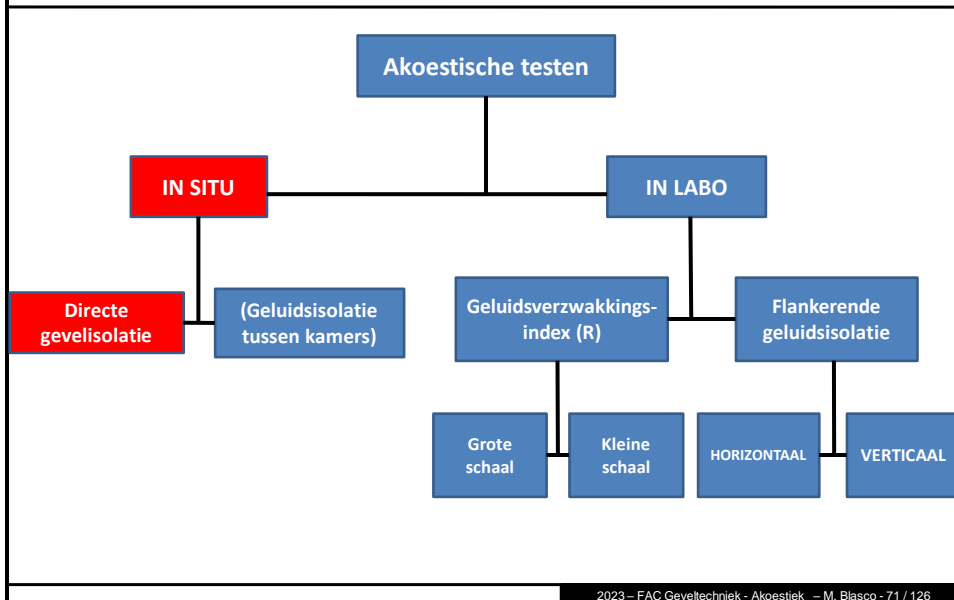 Akoestische testen
IN SITU
IN LABO
Directe
gevelisolatie
(Geluidsisolatie
tussen kamers)
Geluidsverzwakkings-
index (R)
Flankerende
geluidsisolatie
Grote
schaal
Kleine
schaal
HORIZONTAAL
VERTICAAL
2023 – FAC Geveltechniek - Akoestiek – M. Blasco - 71 / 126